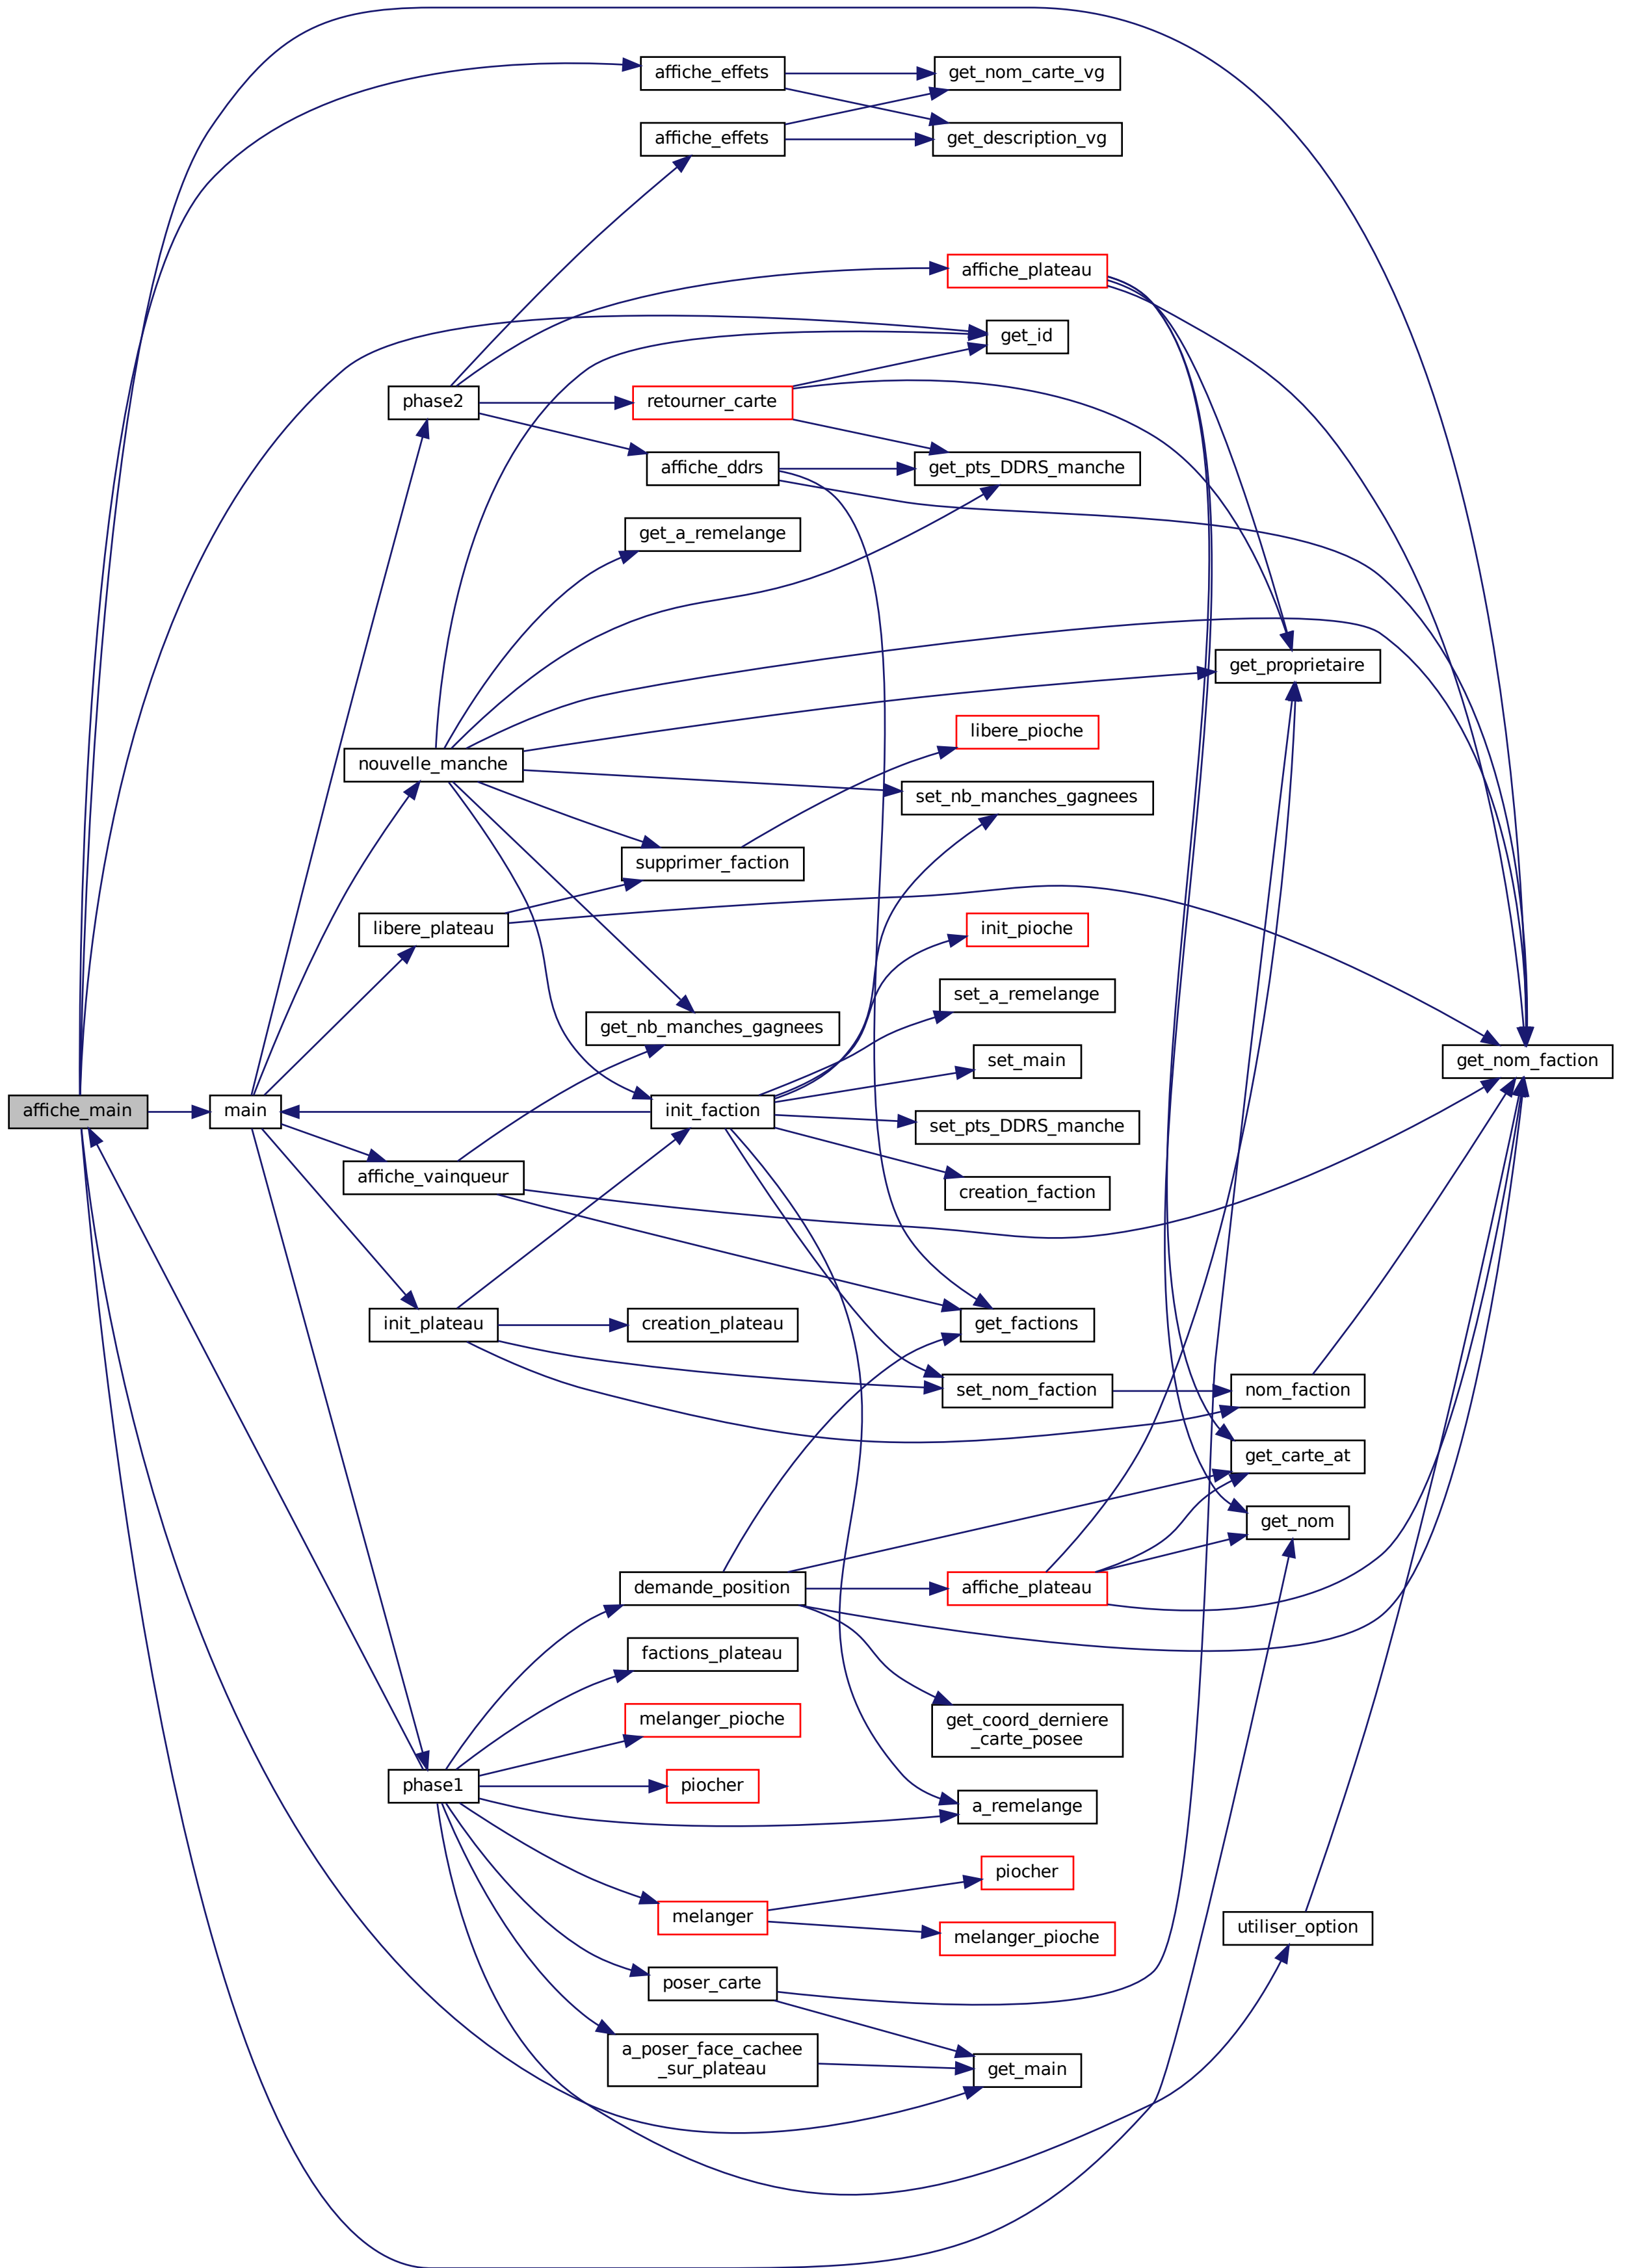 affiche_effets
get_nom_carte_vg
affiche_effets
get_description_vg
affiche_plateau
get_id
phase2
retourner_carte
affiche_ddrs
get_pts_DDRS_manche
get_a_remelange
get_proprietaire
libere_pioche
nouvelle_manche
set_nb_manches_gagnees
supprimer_faction
libere_plateau
init_pioche
set_a_remelange
get_nb_manches_gagnees
set_main
get_nom_faction
affiche_main
main
init_faction
set_pts_DDRS_manche
affiche_vainqueur
creation_faction
init_plateau
creation_plateau
get_factions
set_nom_faction
nom_faction
get_carte_at
get_nom
demande_position
affiche_plateau
factions_plateau
melanger_pioche
get_coord_derniere
_carte_posee
phase1
piocher
a_remelange
piocher
melanger
utiliser_option
melanger_pioche
poser_carte
a_poser_face_cachee
_sur_plateau
get_main